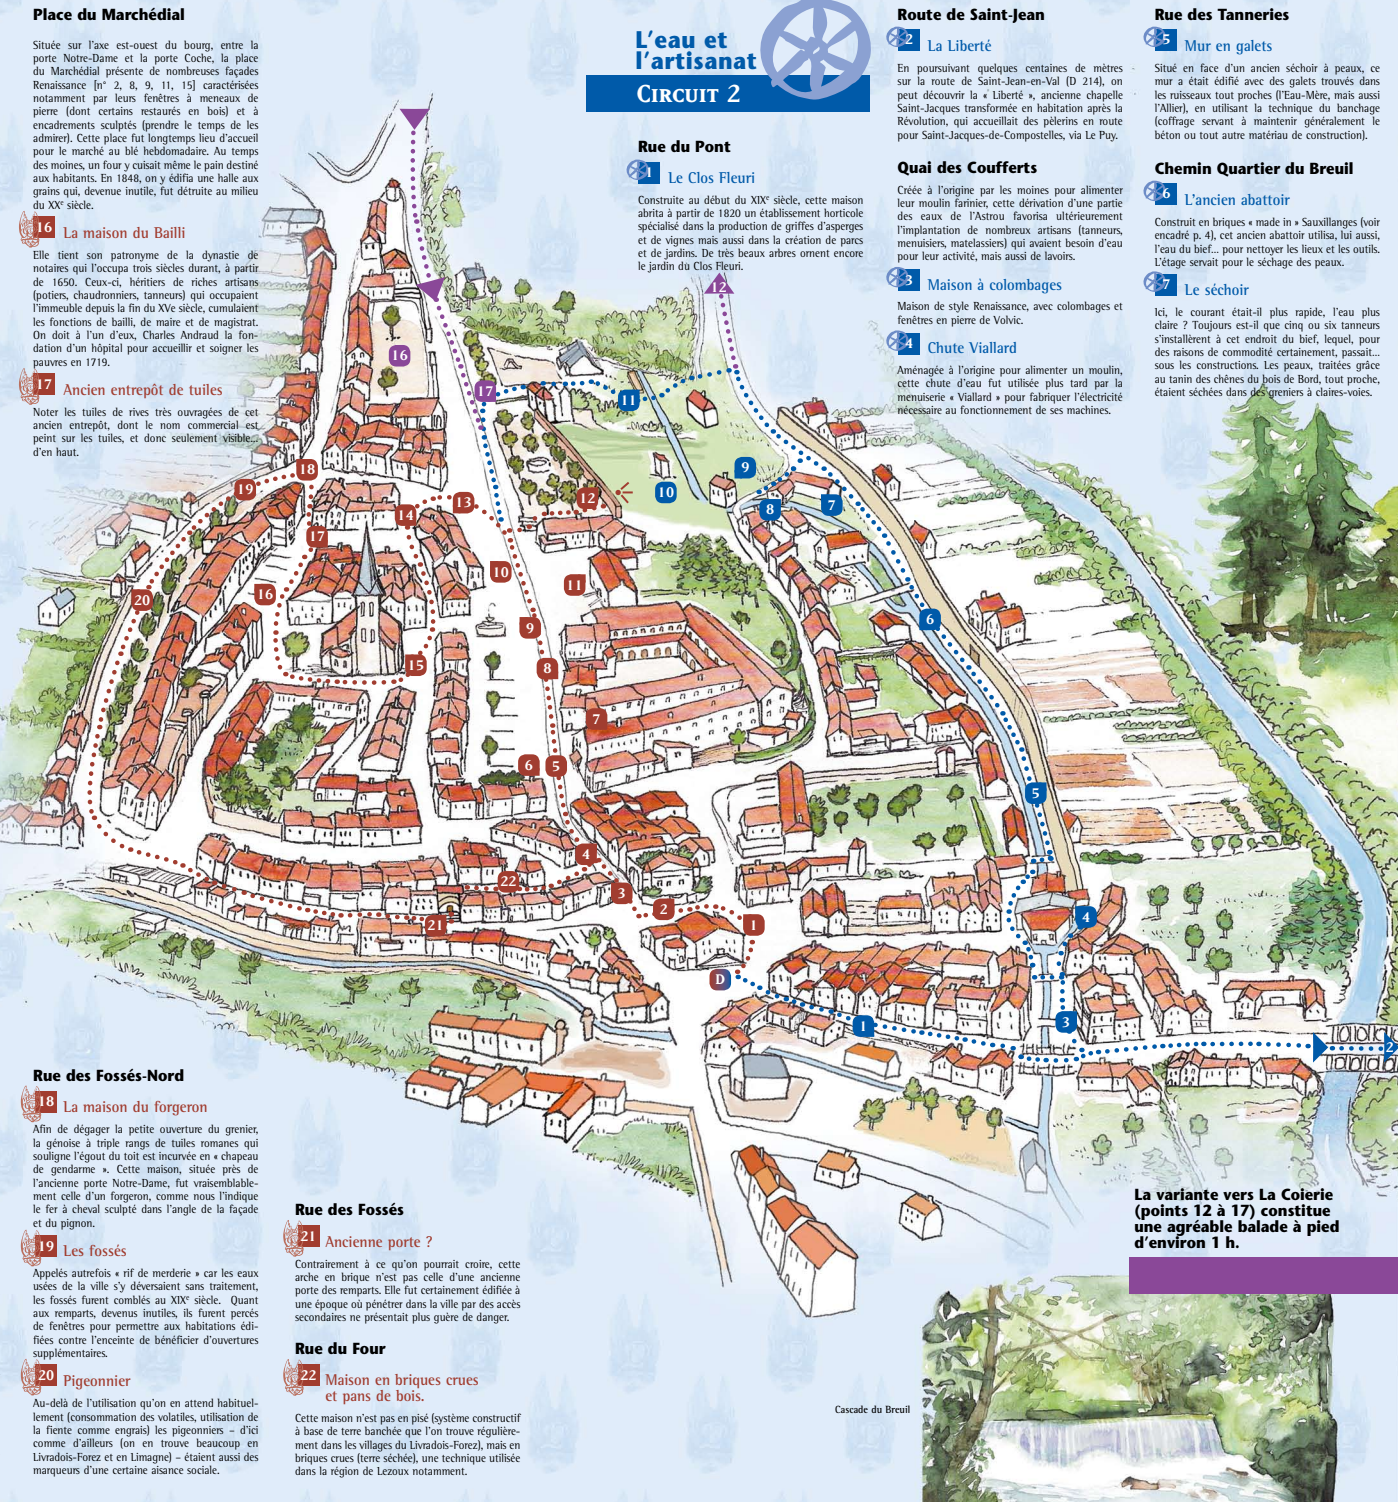 Place du Marchédial
Située sur l'axe est-ouest du bourg, entre la
porte Notre-Dame et la porte Coche, la place
du Marchédial présente de nombreuses façades
Renaissance [n° 2, 8, 9, 11, 15] caractérisées
notamment par leurs fenêtres à meneaux de
pierre (dont certains restaurés en bois) et à
encadrements sculptés (prendre le temps de les
admirer). Cette place fut longtemps lieu d'accueil
pour le marché au blé hebdomadaire. Au temps
des moines, un four y cuisait même le pain destiné
aux habitants. En 1848, on y édifia une halle aux
grains qui, devenue inutile, fut détruite au milieu
du XXe siècle.
16 La maison du Bailli
Elle tient son patronyme de la dynastie de
notaires qui l'occupa trois siècles durant, à partir
de 1650. Ceux-ci, héritiers de riches artisans
(potiers, chaudronniers, tanneurs) qui occupaient
l'immeuble depuis la fin du XVe siècle, cumulaient
les fonctions de bailli, de maire et de magistrat.
On doit à l'un d'eux, Charles Andraud la fon-
dation d'un hôpital pour accueillir et soigner les
pauvres en 1719.
17 Ancien entrepôt de tuiles
Noter les tuiles de rives très ouvragées de cet
ancien entrepôt, dont le nom commercial est
peint sur les tuiles, et donc seulement visible...
d'en haut.
L'eau et
l'artisanat
CIRCUIT 2
Rue du Pont
1 Le Clos Fleuri
Construite au début du XIXe siècle, cette maison
abrita à partir de 1820 un établissement horticole
spécialisé dans la production de griffes d'asperges
et de vignes mais aussi dans la création de parcs
et de jardins. De très beaux arbres ornent encore
le jardin du Clos Fleuri.
Route de Saint-Jean
2 La Liberté
En poursuivant quelques centaines de mètres
sur la route de Saint-Jean-en-Val (D 214), on
peut découvrir la « Liberté », ancienne chapelle
Saint-Jacques transformée en habitation après la
Révolution, qui accueillait des pèlerins en route
pour Saint-Jacques-de-Compostelles, via Le Puy.
Quai des Coufferts
Créée à l'origine par les moines pour alimenter
leur moulin farinier, cette dérivation d'une partie
des eaux de l'Astrou favorisa ultérieurement
l'implantation de nombreux artisans (tanneurs,
menuisiers, matelassiers) qui avaient besoin d'eau
pour leur activité, mais aussi de lavoirs.
3 Maison à colombages
Maison de style Renaissance, avec colombages et
fenêtres en pierre de Volvic.
4 Chute Viallard
Aménagée à l'origine pour alimenter un moulin,
cette chute d'eau fut utilisée plus tard par la
menuiserie « Viallard » pour fabriquer l'électricité
nécessaire au fonctionnement de ses machines.
Rue des Tanneries
5 Mur en galets
Situé en face d'un ancien séchoir à peaux, ce
mur a était édifié avec des galets trouvés dans
les ruisseaux tout proches (l'Eau-Mère, mais aussi
l'Allier), en utilisant la technique du banchage
(coffrage servant à maintenir généralement le
béton ou tout autre matériau de construction).
Chemin Quartier du Breuil
6 L'ancien abattoir
Construit en briques « made in » Sauxillanges (voir
encadré p. 4), cet ancien abattoir utilisa, lui aussi,
l'eau du bief... pour nettoyer les lieux et les outils.
L'étage servait pour le séchage des peaux.
7 Le séchoir
Ici, le courant était-il plus rapide, l'eau plus
claire ? Toujours est-il que cinq ou six tanneurs
s'installèrent à cet endroit du bief, lequel, pour
des raisons de commodité certainement, passait...
sous les constructions. Les peaux, traitées grâce
au tanin des chênes du bois de Bord, tout proche,
étaient séchées dans des greniers à claires-voies.
12
16
17
11
18
19
13
12
10
9
14
8
7
17
10
11
20
16
9
6
15
8
7
6
5
5
4
22
3
2
21
1
4
D
1
3
2
Rue des Fossés-Nord
18 La maison du forgeron
Afin de dégager la petite ouverture du grenier,
la génoise à triple rangs de tuiles romanes qui
souligne l'égout du toit est incurvée en « chapeau
de gendarme ». Cette maison, située près de
l'ancienne porte Notre-Dame, fut vraisemblable-
ment celle d'un forgeron, comme nous l'indique
le fer à cheval sculpté dans l'angle de la façade
et du pignon.
19 Les fossés
Appelés autrefois « rif de merderie » car les eaux
usées de la ville s'y déversaient sans traitement,
les fossés furent comblés au XIXe siècle. Quant
aux remparts, devenus inutiles, ils furent percés
de fenêtres pour permettre aux habitations édi-
fiées contre l'enceinte de bénéficier d'ouvertures
supplémentaires.
20 Pigeonnier
Au-delà de l'utilisation qu'on en attend habituel-
lement (consommation des volatiles, utilisation de
la fiente comme engrais) les pigeonniers – d'ici
comme d'ailleurs (on en trouve beaucoup en
Livradois-Forez et en Limagne) – étaient aussi des
marqueurs d'une certaine aisance sociale.
Rue des Fossés
21 Ancienne porte ?
Contrairement à ce qu'on pourrait croire, cette
arche en brique n'est pas celle d'une ancienne
porte des remparts. Elle fut certainement édifiée à
une époque où pénétrer dans la ville par des accès
secondaires ne présentait plus guère de danger.
Rue du Four
22 Maison en briques crues
et pans de bois.
Cette maison n'est pas en pisé (système constructif
à base de terre banchée que l'on trouve régulière-
ment dans les villages du Livradois-Forez), mais en
briques crues (terre séchée), une technique utilisée
dans la région de Lezoux notamment.
La variante vers La Coierie
(points 12 à 17) constitue
une agréable balade à pied
d'environ 1 h.
Cascade du Breuil